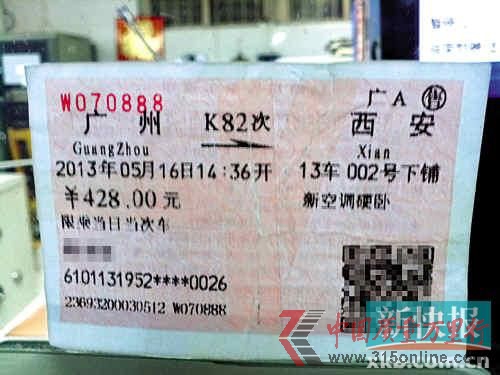 W070888
广A 售
广州 K82次 西安
GuangZhou Xian
2013年05月16日14:36开 13车 002号下铺
￥428.00元 新空调硬卧
限乘当日当次车
6101131952****0026
23693200030512 W070888
新快报
www.315online.com